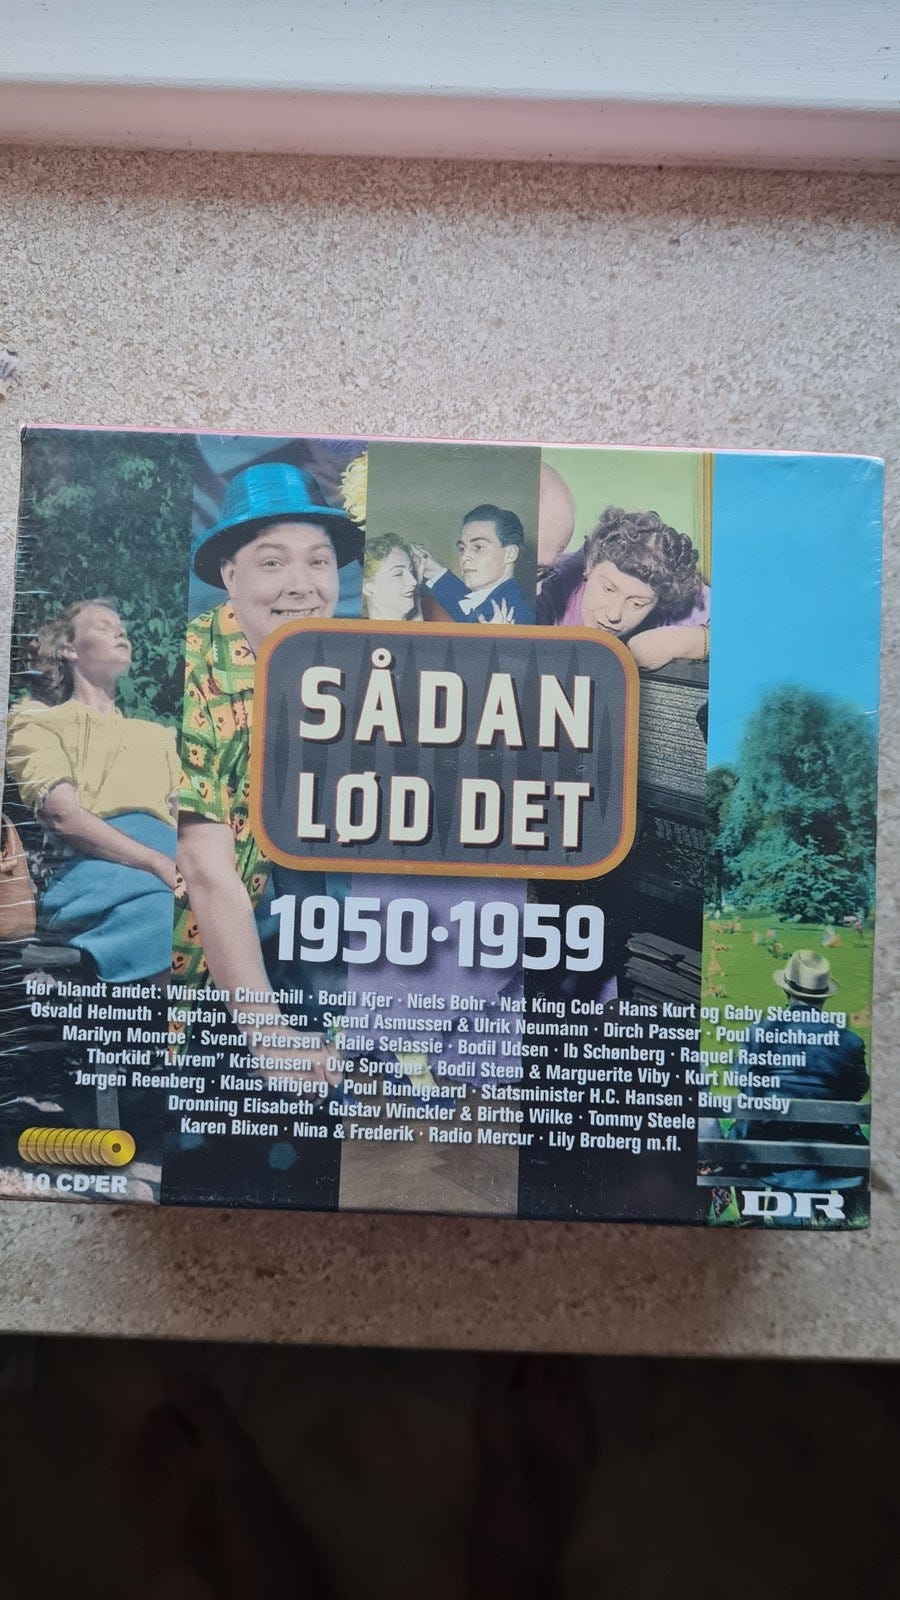 SÅDAN
LØD DET
1950·1959
Hør blandt andet: Winston Churchill · Bodil Kjer · Niels Bohr · Nat King Cole · Hans Kurt og Gaby Stenberg
Osvald Helmuth · Kaptajn Jespersen · Svend Asmussen & Ulrik Neumann · Dirch Passer · Poul Reichhardt
Marilyn Monroe · Svend Petersen · Haile Selassie · Bodil Udsen · Ib Schønberg · Raquel Rastenni
Thorkild "Livrem" Kristensen · Ove Sprogøe · Bodil Steen & Marguerite Viby · Kurt Nielsen
Jørgen Reenberg · Klaus Rifbjerg · Poul Bundgaard · Statsminister H.C. Hansen · Bing Crosby
Dronning Elisabeth · Gustav Winckler & Birthe Wilke · Tommy Steele
Karen Blixen · Nina & Frederik · Radio Mercur · Lily Broberg m.fl.
10 CD'ER
DR